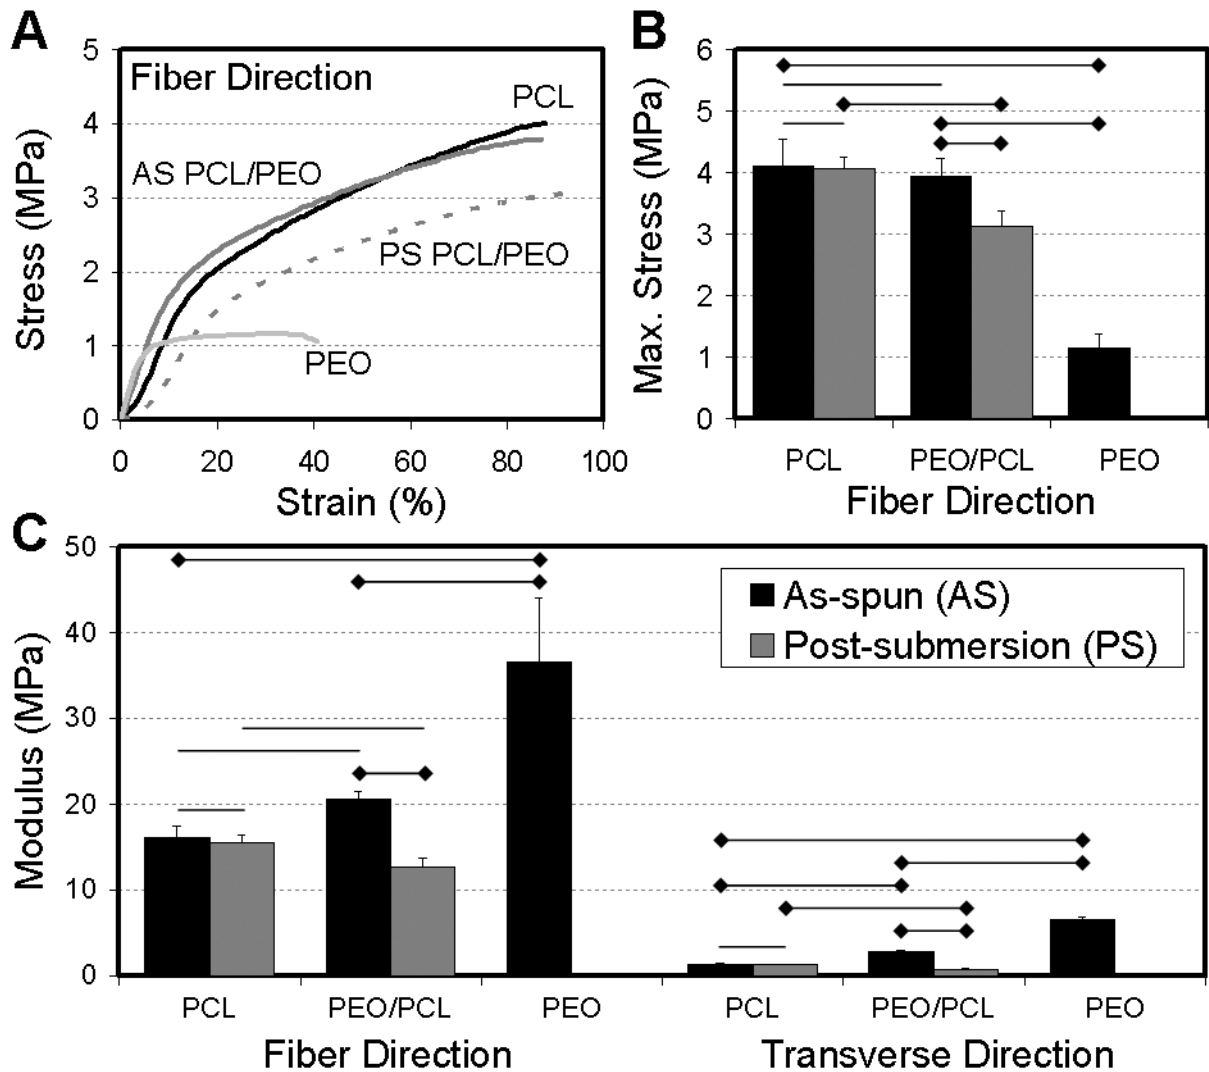 A
5
4
3
2
1
0
Stress (MPa)
Fiber Direction
PCL
AS PCL/PEO
PS PCL/PEO
PEO
0 20 40 60 80 100
Strain (%)
B
6
5
4
3
2
1
0
Max. Stress (MPa)
PCL PEO/PCL PEO
Fiber Direction
C
50
40
30
20
10
0
Modulus (MPa)
As-spun (AS)
Post-submersion (PS)
PCL PEO/PCL PEO PCL PEO/PCL PEO
Fiber Direction Transverse Direction